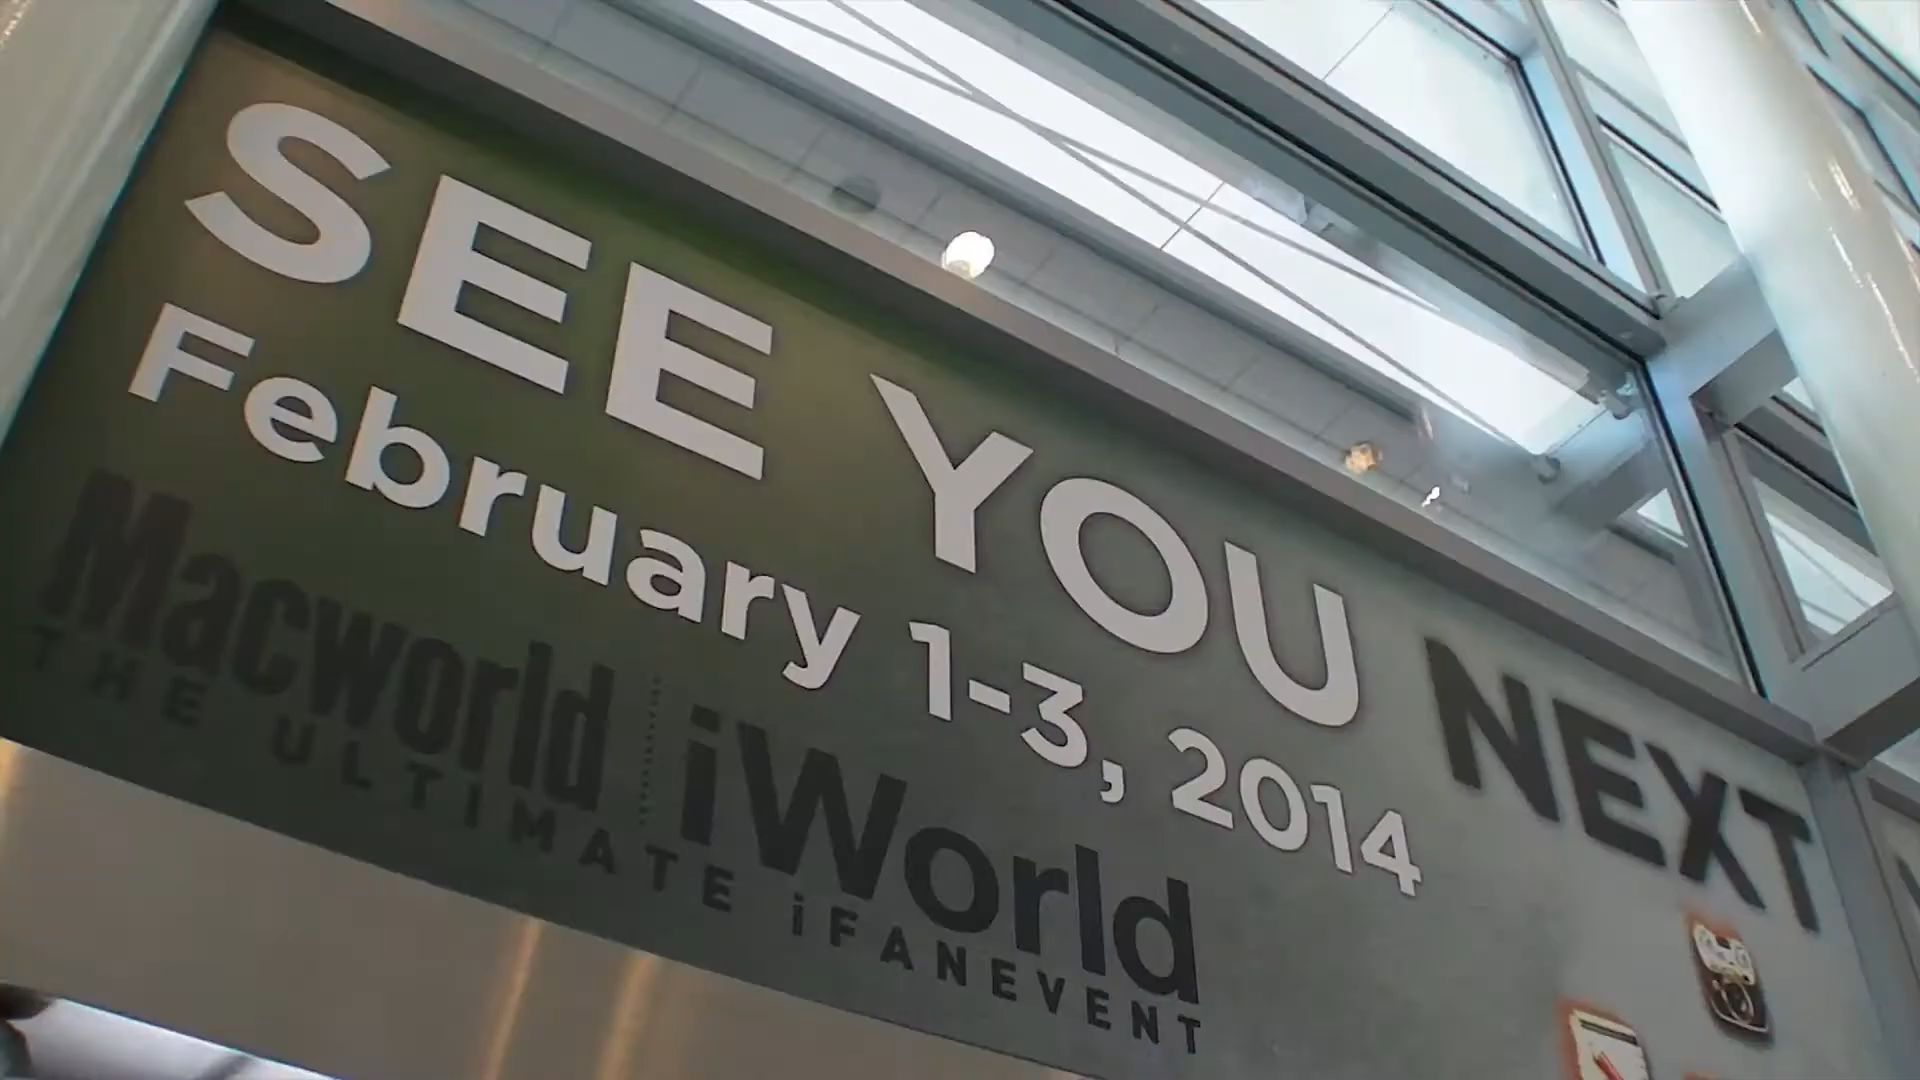 SEE YOU NEXT
February 1-3, 2014
Macworld iWorld
THE ULTIMATE iFANEVENT